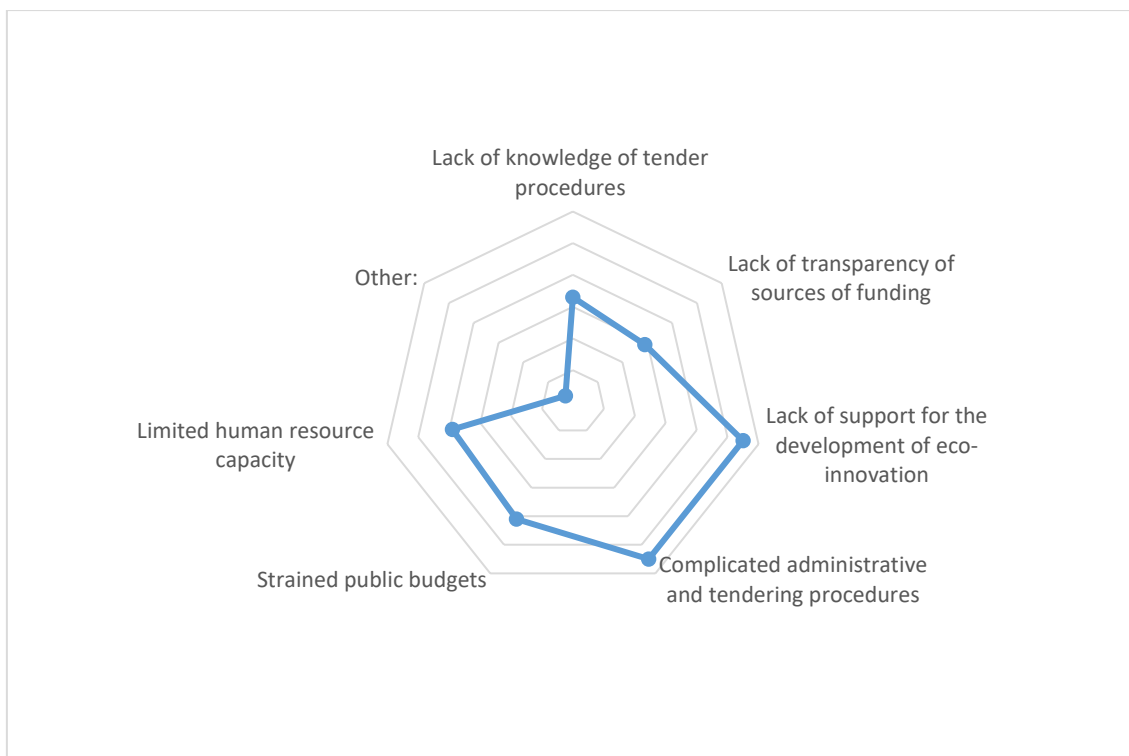 Lack of knowledge of tender
procedures
Lack of transparency of
sources of funding
Lack of support for the
development of eco-
innovation
Complicated administrative
and tendering procedures
Strained public budgets
Limited human resource
capacity
Other: